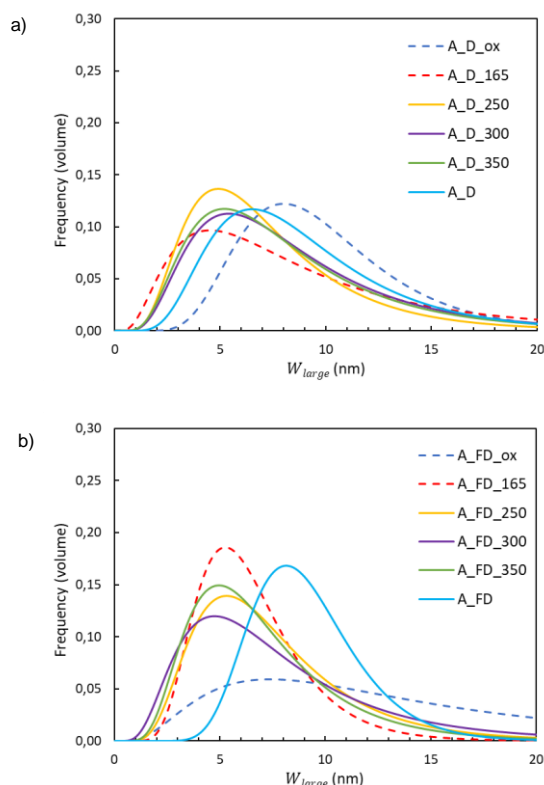 a)
0,30
0,25
0,20
0,15
0,10
0,05
0,00
Frequency (volume)
A_D_ox
A_D_165
A_D_250
A_D_300
A_D_350
A_D
0 5 10 15 20
W_large (nm)
b)
0,30
0,25
0,20
0,15
0,10
0,05
0,00
Frequency (volume)
A_FD_ox
A_FD_165
A_FD_250
A_FD_300
A_FD_350
A_FD
0 5 10 15 20
W_large (nm)